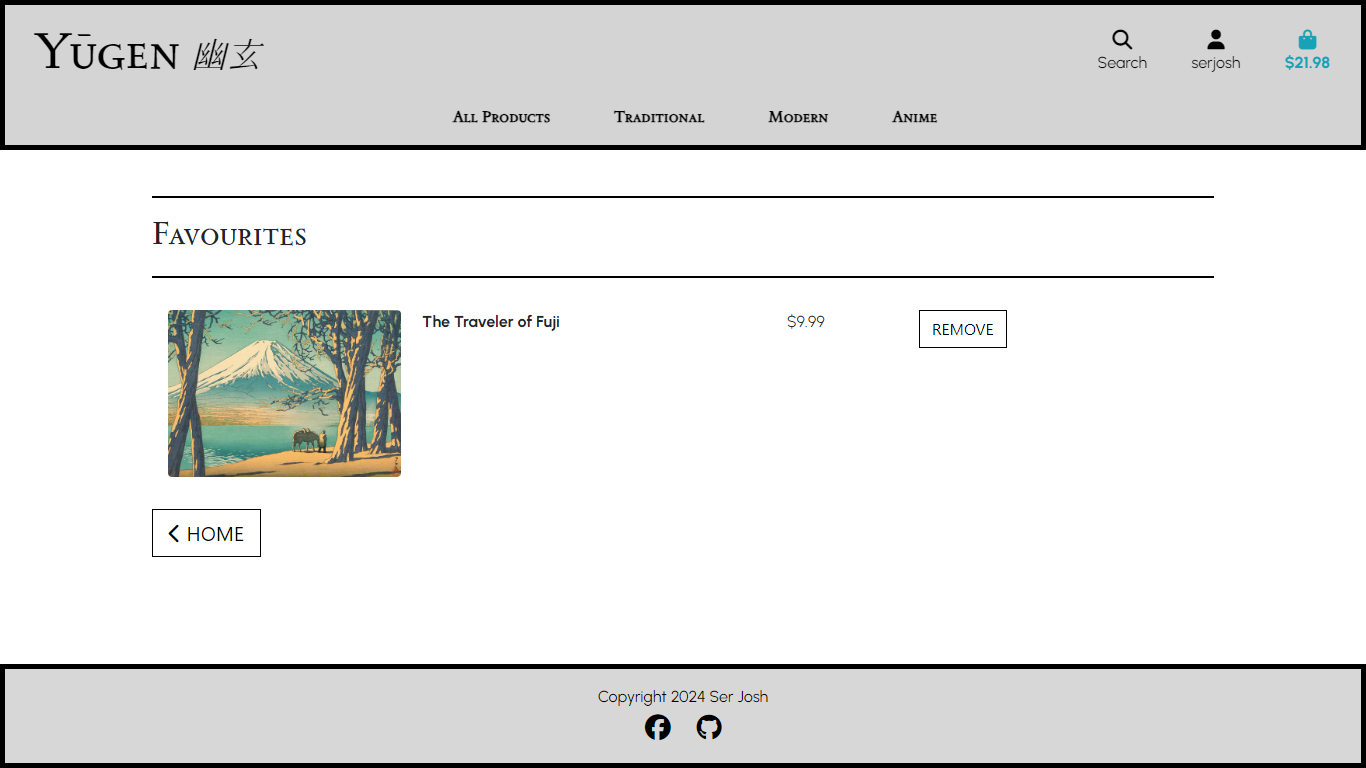 Yūgen 幽玄
Search
serjosh
$21.98
All Products
Traditional
Modern
Anime
Favourites
The Traveler of Fuji
$9.99
REMOVE
HOME
Copyright 2024 Ser Josh